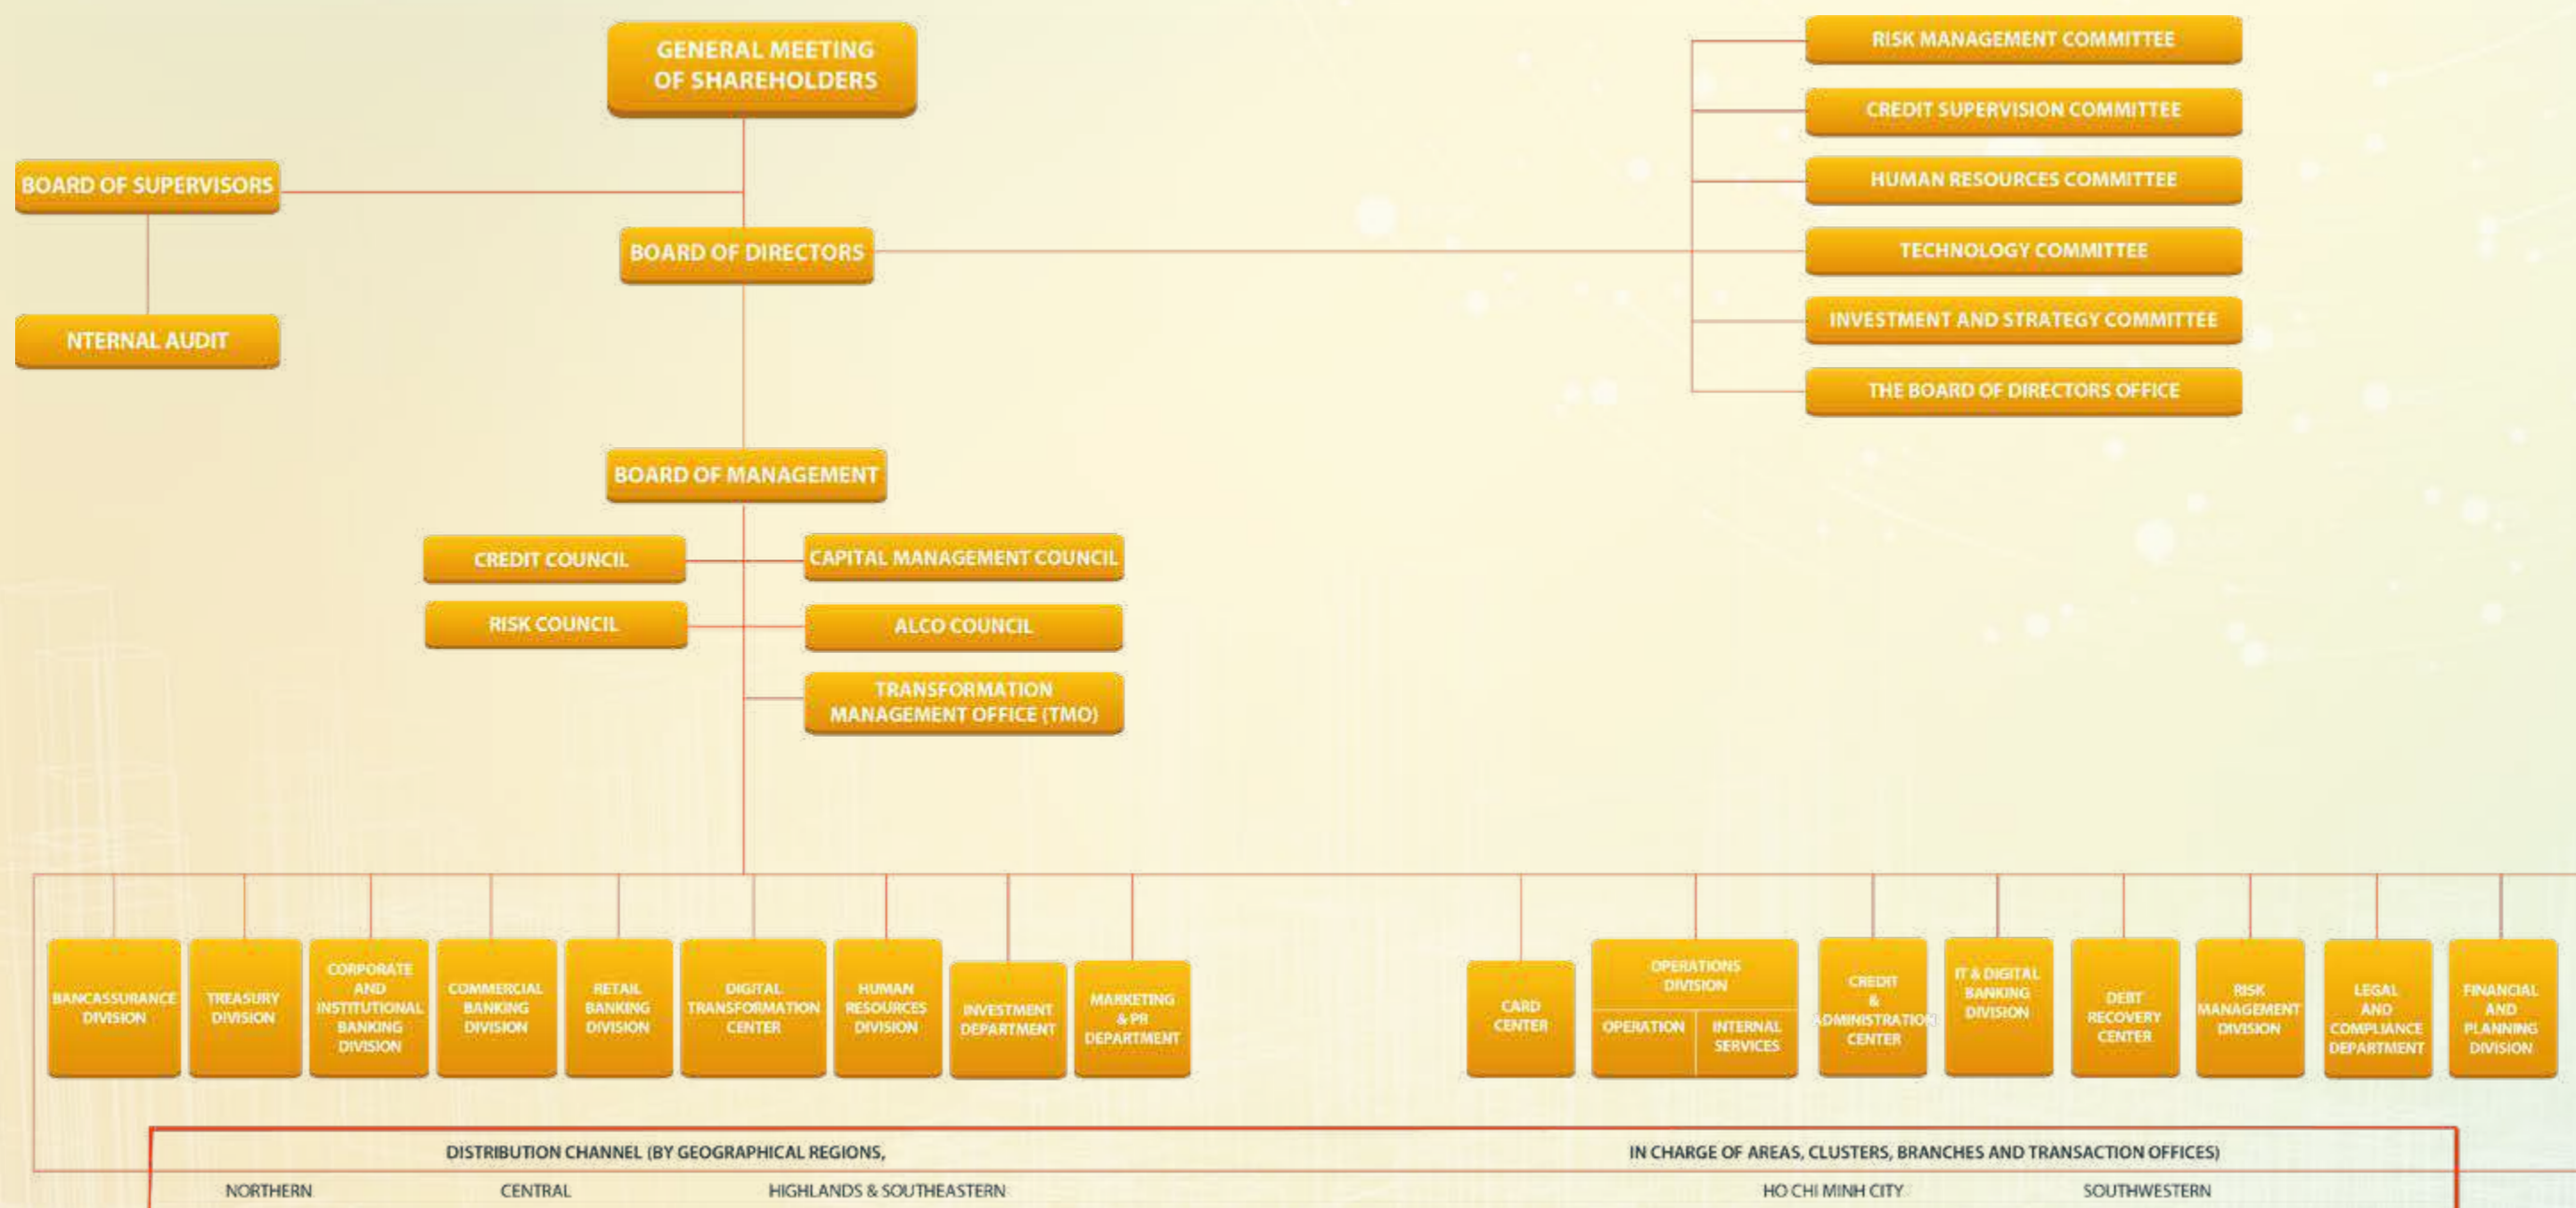 GENERAL MEETING
OF SHAREHOLDERS
BOARD OF SUPERVISORS
BOARD OF DIRECTORS
NTERNAL AUDIT
RISK MANAGEMENT COMMITTEE
CREDIT SUPERVISION COMMITTEE
HUMAN RESOURCES COMMITTEE
TECHNOLOGY COMMITTEE
INVESTMENT AND STRATEGY COMMITTEE
THE BOARD OF DIRECTORS OFFICE
BOARD OF MANAGEMENT
CREDIT COUNCIL
CAPITAL MANAGEMENT COUNCIL
RISK COUNCIL
ALCO COUNCIL
TRANSFORMATION
MANAGEMENT OFFICE (TMO)
BANCASSURANCE
DIVISION
TREASURY
DIVISION
CORPORATE
AND
INSTITUTIONAL
BANKING
DIVISION
COMMERCIAL
BANKING
DIVISION
RETAIL
BANKING
DIVISION
DIGITAL
TRANSFORMATION
CENTER
HUMAN
RESOURCES
DIVISION
INVESTMENT
DEPARTMENT
MARKETING
& PR
DEPARTMENT
CARD
CENTER
OPERATIONS
DIVISION
OPERATION
INTERNAL
SERVICES
CREDIT
&
ADMINISTRATION
CENTER
IT & DIGITAL
BANKING
DIVISION
DEBT
RECOVERY
CENTER
RISK
MANAGEMENT
DIVISION
LEGAL
AND
COMPLIANCE
DEPARTMENT
FINANCIAL
AND
PLANNING
DIVISION
DISTRIBUTION CHANNEL (BY GEOGRAPHICAL REGIONS,
IN CHARGE OF AREAS, CLUSTERS, BRANCHES AND TRANSACTION OFFICES)
NORTHERN
CENTRAL
HIGHLANDS & SOUTHEASTERN
HO CHI MINH CITY
SOUTHWESTERN